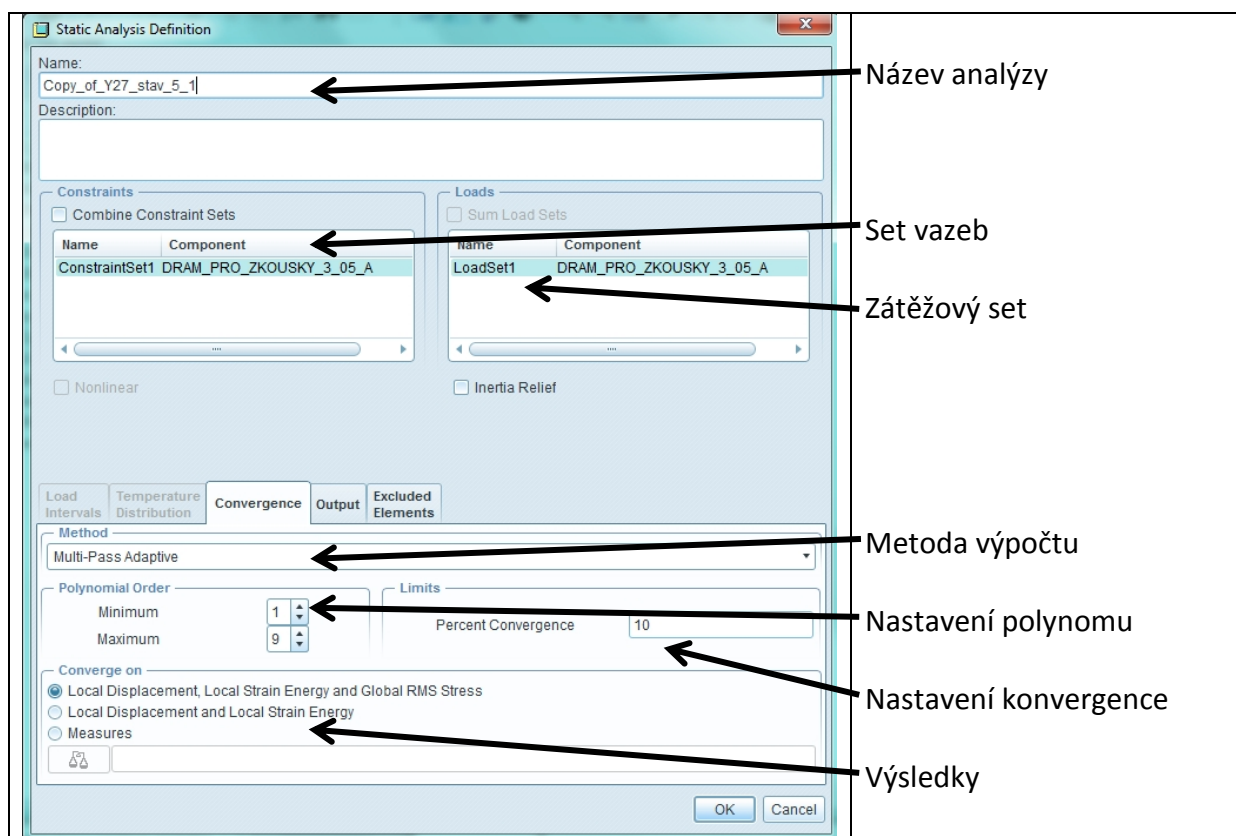 Static Analysis Definition
Name:
Copy_of_Y27_stav_5_1
Název analýzy
Description:
Constraints
Combine Constraint Sets
Name Component
ConstraintSet1 DRAM_PRO_ZKOUSKY_3_05_A
Loads
Sum Load Sets
Name Component
LoadSet1 DRAM_PRO_ZKOUSKY_3_05_A
Set vazeb
Zátěžový set
Nonlinear
Inertia Relief
Load Intervals
Temperature Distribution
Convergence
Output
Excluded Elements
Method
Multi-Pass Adaptive
Metoda výpočtu
Polynomial Order
Minimum 1
Maximum 9
Limits
Percent Convergence 10
Nastavení polynomu
Nastavení konvergence
Converge on
Local Displacement, Local Strain Energy and Global RMS Stress
Local Displacement and Local Strain Energy
Measures
Výsledky
OK Cancel